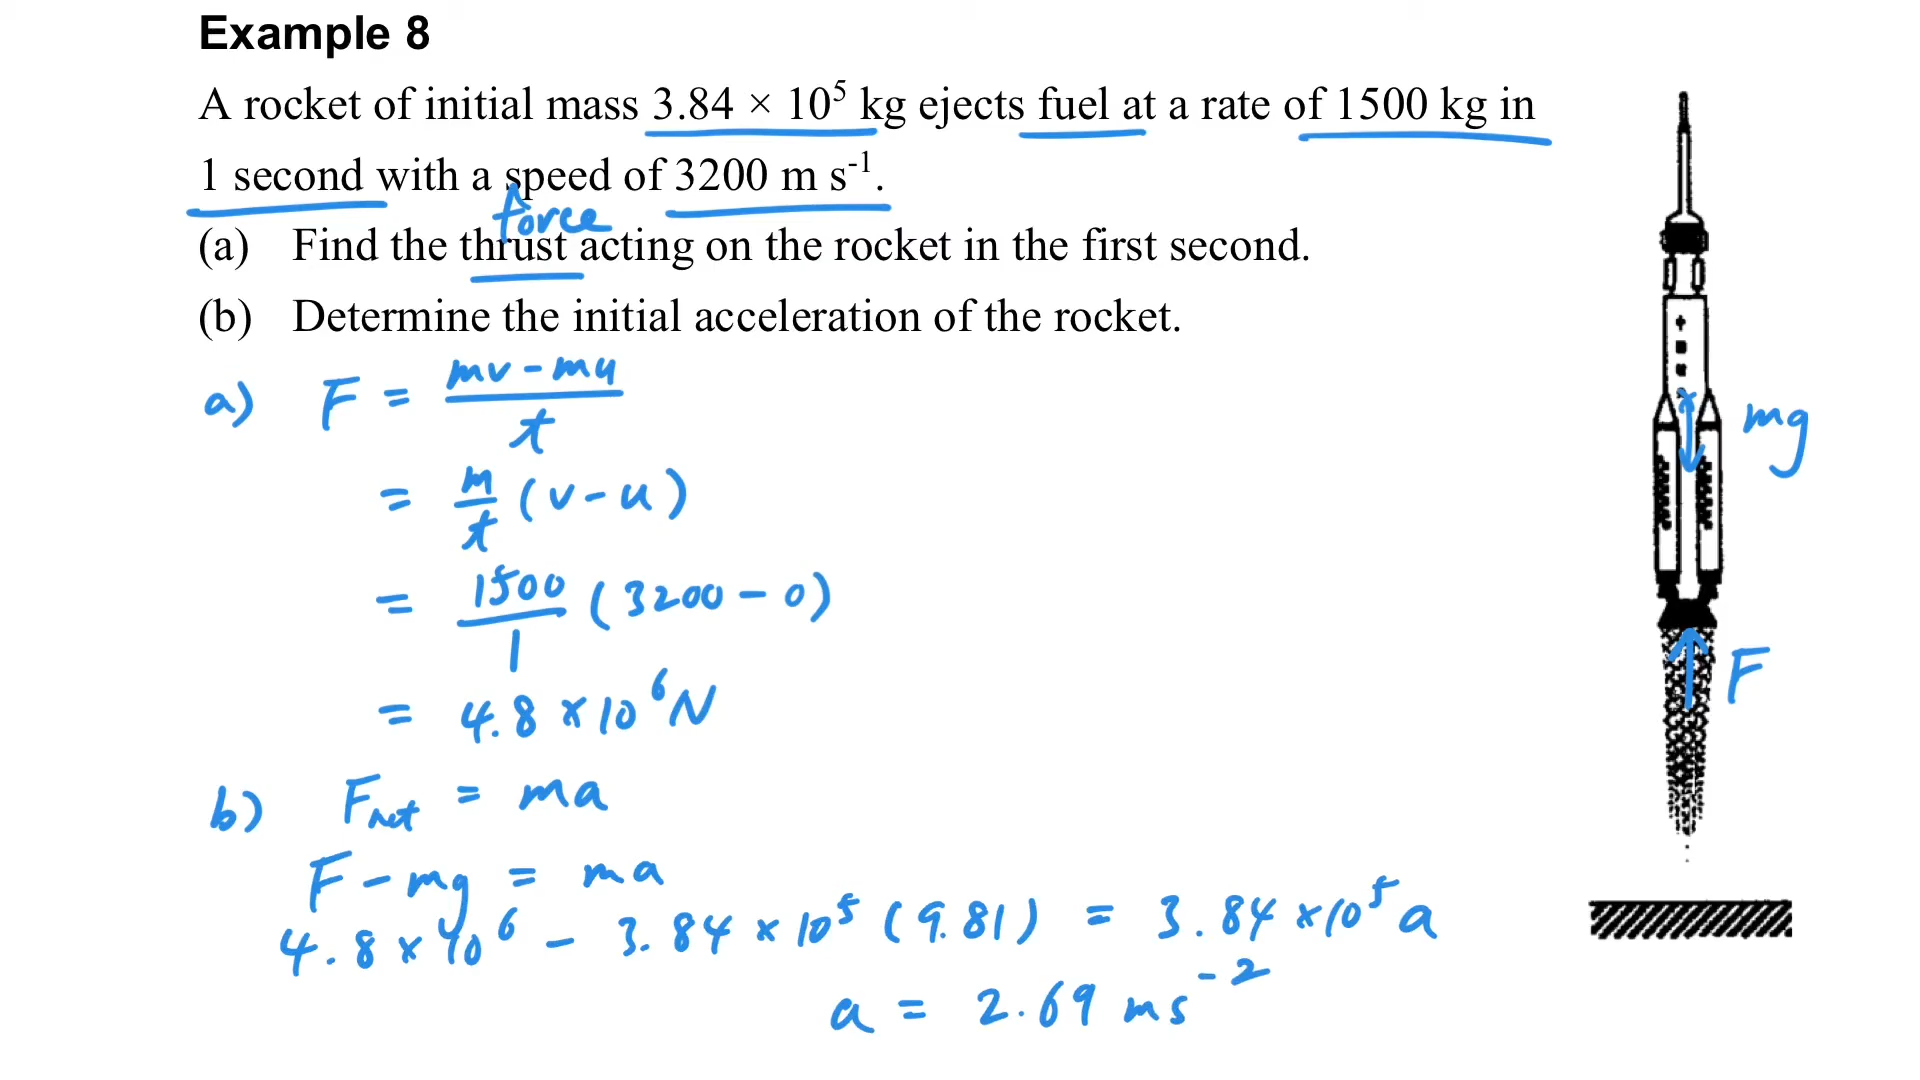 Example 8
A rocket of initial mass 3.84 × 10⁵ kg ejects fuel at a rate of 1500 kg in
1 second with a speed of 3200 m s⁻¹.
force
(a) Find the thrust acting on the rocket in the first second.
(b) Determine the initial acceleration of the rocket.
a) F = (mv - mu) / t
= m/t (v - u)
= 1500/1 (3200 - 0)
= 4.8 × 10⁶ N
b) Fnet = ma
F - mg = ma
4.8 × 10⁶ - 3.84 × 10⁵ (9.81) = 3.84 × 10⁵ a
a = 2.69 ms⁻²
mg
F